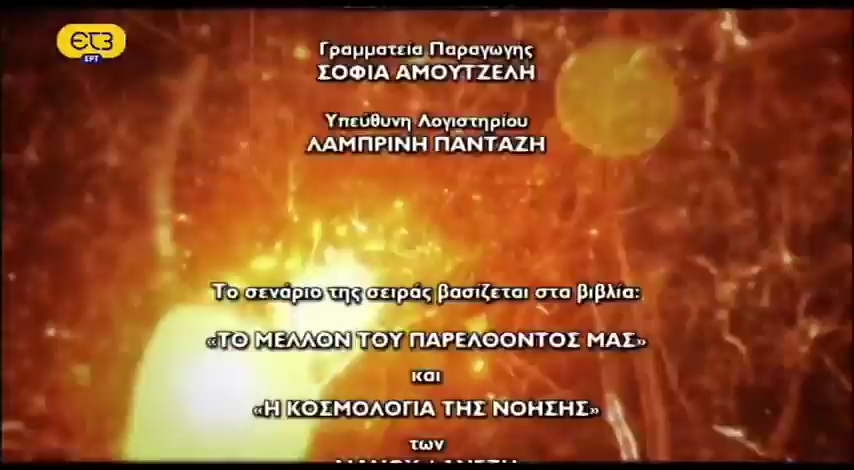 ΕΤ3
ΕΡΤ
Γραμματεία Παραγωγης
ΣΟΦΙΑ ΑΜΟΥΤΖΕΛΗ
Υπεύθυνη Λογιστηρίου
ΛΑΜΠΡΙΝΗ ΠΑΝΤΑΖΗ
Το σενάριο της σειράς βασίζεται στα βιβλία:
«ΤΟ ΜΕΛΛΟΝ ΤΟΥ ΠΑΡΕΛΘΟΝΤΟΣ ΜΑΣ»
και
«Η ΚΟΣΜΟΛΟΓΙΑ ΤΗΣ ΝΟΗΣΗΣ»
των